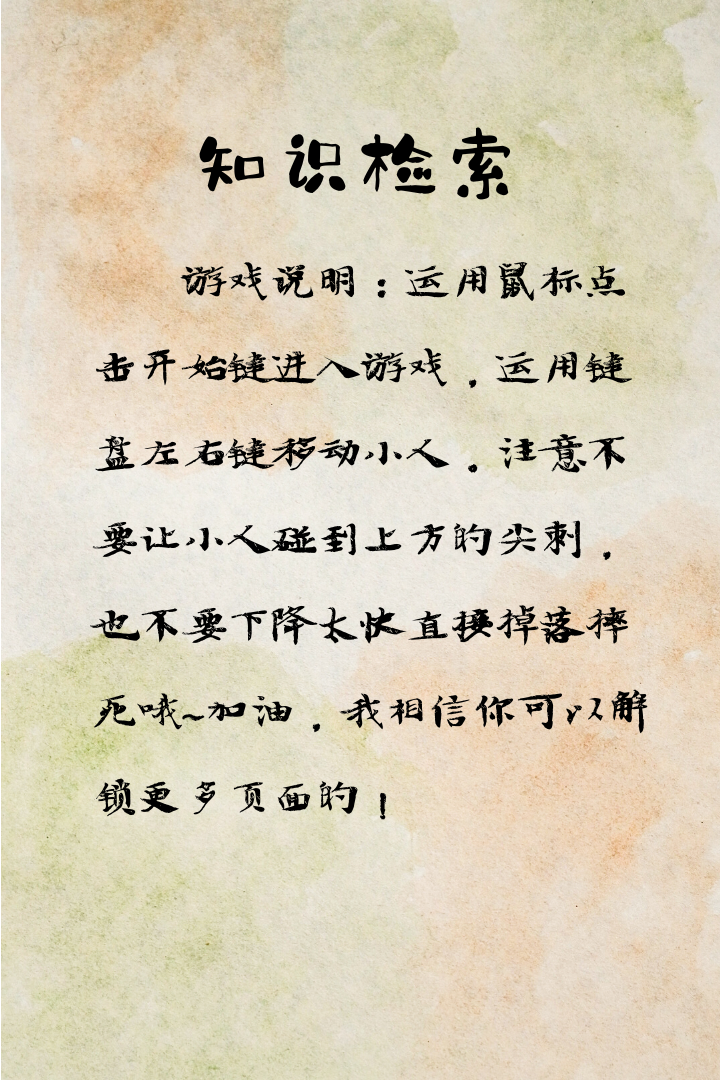 知识检索
游戏说明：运用鼠标点
击开始键进入游戏，运用键
盘左右键移动小人。注意不
要让小人碰到上方的尖刺，
也不要下降太快直接掉落摔
死哦~加油，我相信你可以解
锁更多页面的！